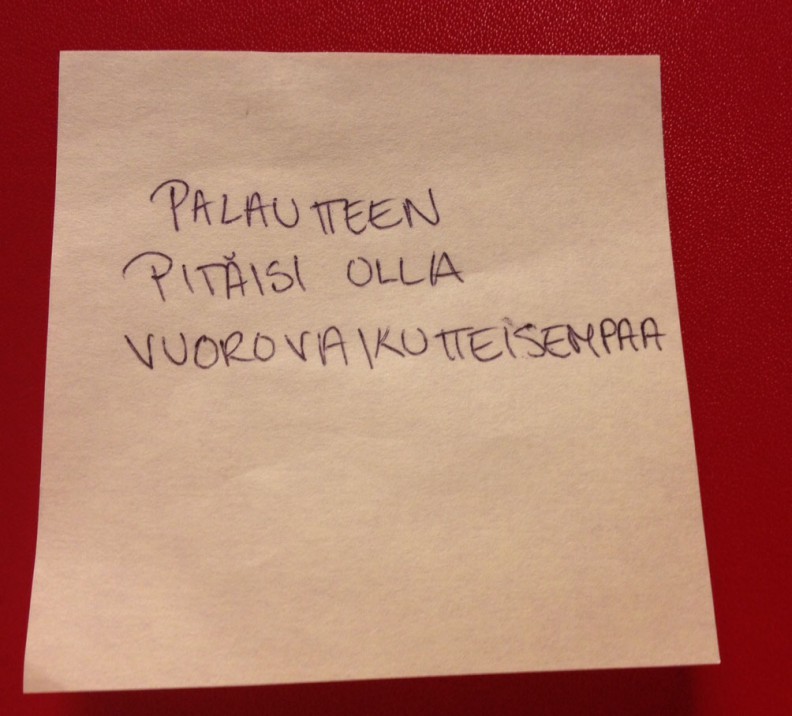 PALAUTTEEN
PITÄISI OLLA
VUOROVAIKUTTEISEMPAA